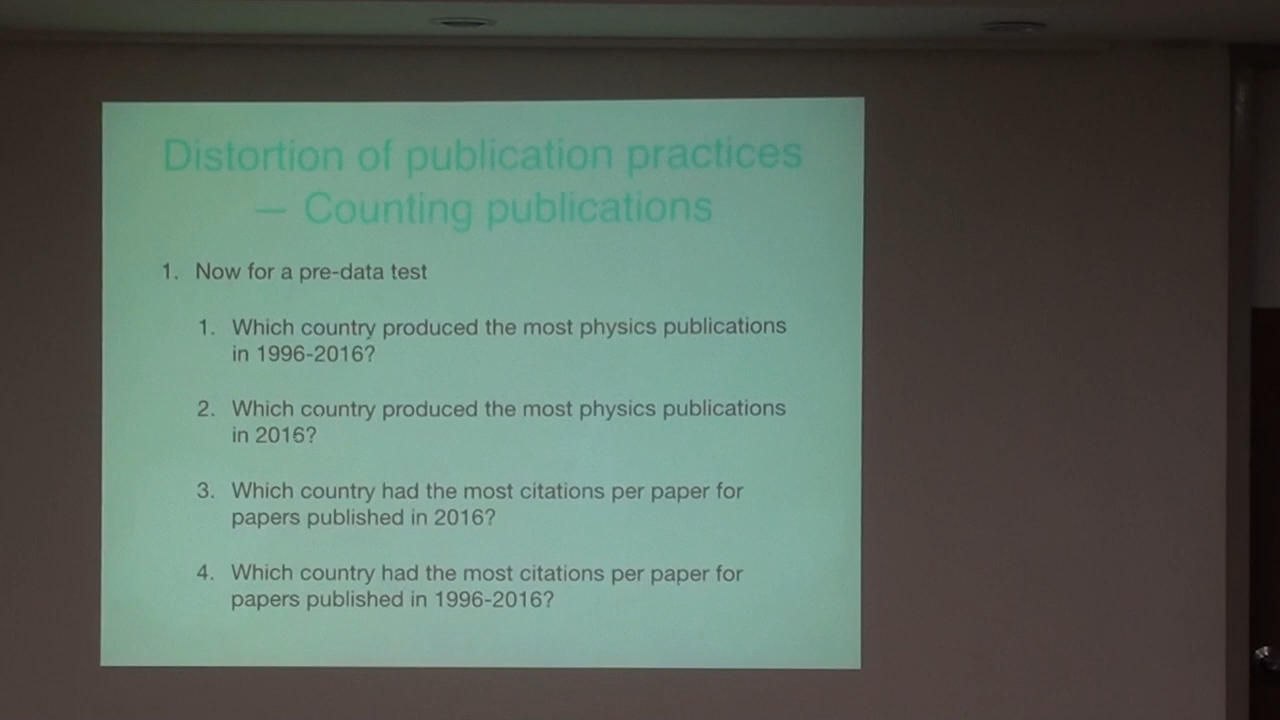 Distortion of publication practices
— Counting publications
1. Now for a pre-data test
1. Which country produced the most physics publications
in 1996-2016?
2. Which country produced the most physics publications
in 2016?
3. Which country had the most citations per paper for
papers published in 2016?
4. Which country had the most citations per paper for
papers published in 1996-2016?